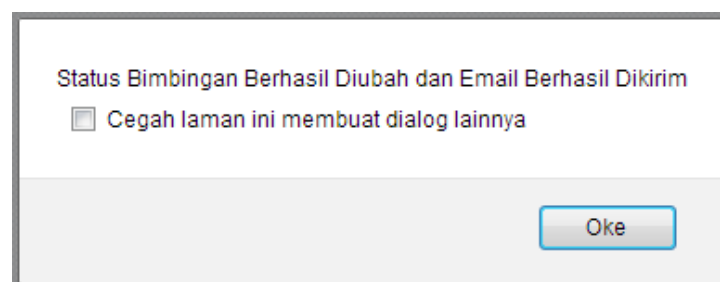 Status Bimbingan Berhasil Diubah dan Email Berhasil Dikirim
Cegah laman ini membuat dialog lainnya
Oke